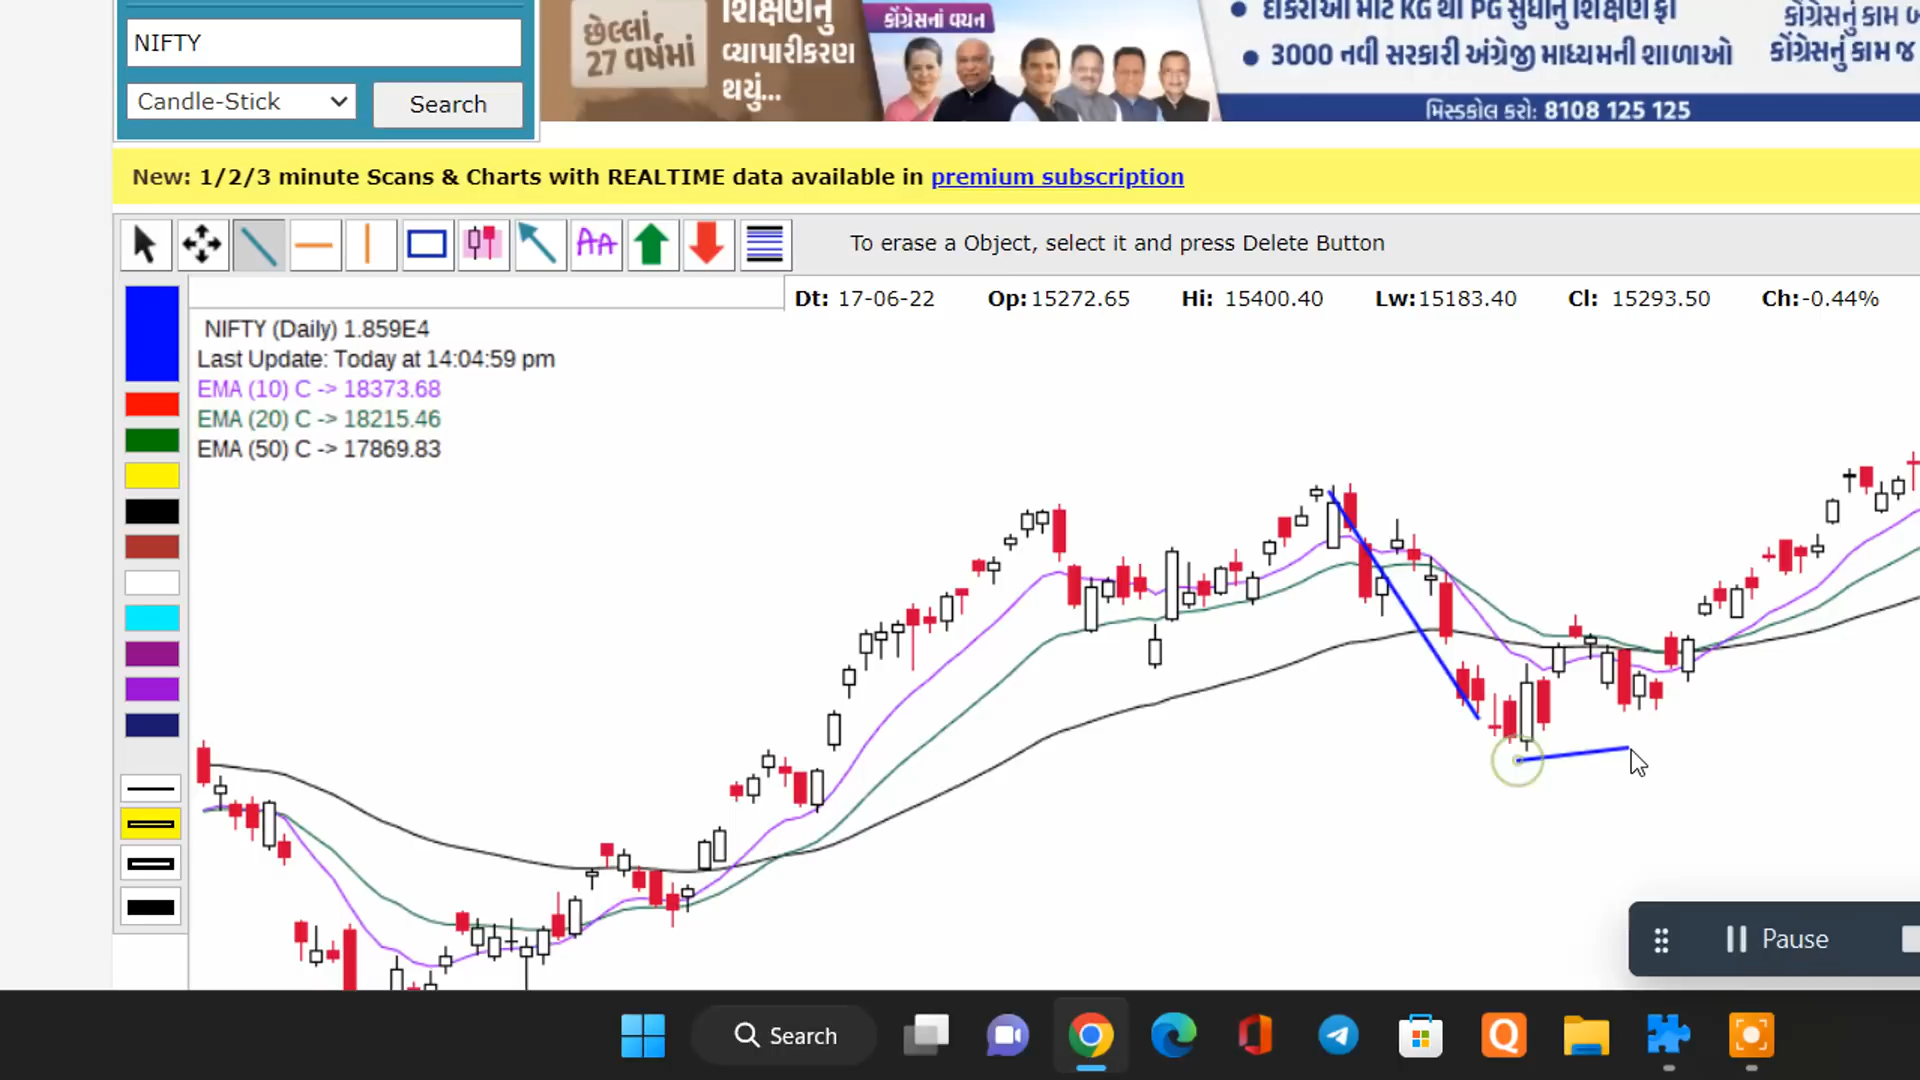 NIFTY
Candle-Stick
Search
છેલ્લાં
27 વર્ષમાં
શિક્ષણનું
વ્યાપારીકરણ
થયું...
કોંગ્રેસનાં વચન
દીકરીઓ માટે KG થી PG સુધીનું શિક્ષણ ફ્રી
3000 નવી સરકારી અંગ્રેજી માધ્યમની શાળાઓ
કોંગ્રેસનું કામ
કોંગ્રેસનું કામ જ
મિસ્ડકોલ કરો: 8108 125 125
New: 1/2/3 minute Scans & Charts with REALTIME data available in premium subscription
AA
To erase a Object, select it and press Delete Button
Dt: 17-06-22 Op:15272.65 Hi: 15400.40 Lw:15183.40 Cl: 15293.50 Ch:-0.44%
NIFTY (Daily) 1.859E4
Last Update: Today at 14:04:59 pm
EMA (10) C -> 18373.68
EMA (20) C -> 18215.46
EMA (50) C -> 17869.83
Pause
Search